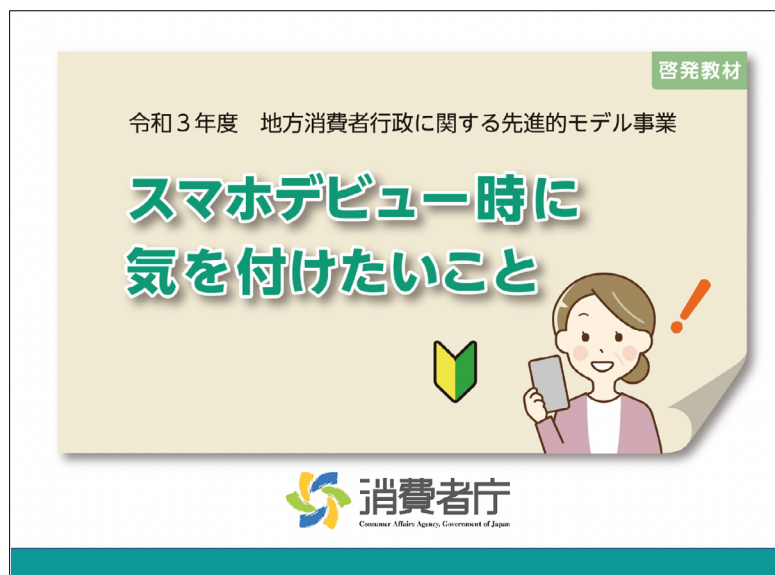 啓発教材
令和３年度　地方消費者行政に関する先進的モデル事業
スマホデビュー時に
気を付けたいこと
消費者庁
Consumer Affairs Agency, Government of Japan